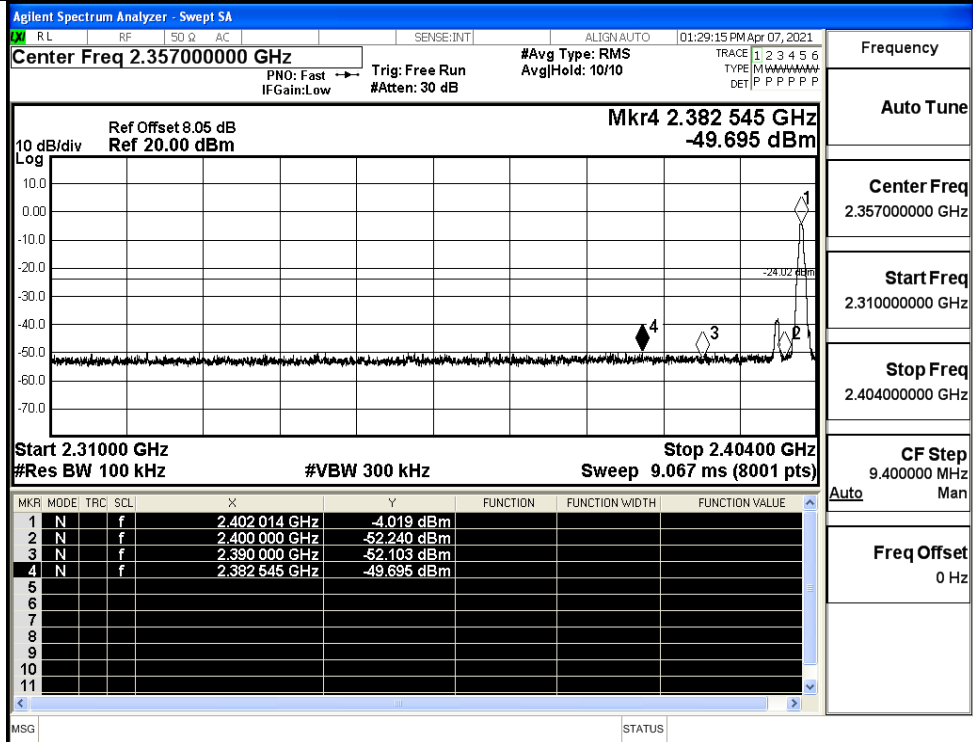 Agilent Spectrum Analyzer - Swept SA
LXI RL RF 50 Ω AC SENSE:INT ALIGN AUTO 01:29:15 PM Apr 07, 2021
Center Freq 2.357000000 GHz
PNO: Fast
IFGain:Low
Trig: Free Run
#Atten: 30 dB
#Avg Type: RMS
Avg|Hold: 10/10
TRACE 1 2 3 4 5 6
TYPE M WWWWW
DET P P P P P P
Mkr4 2.382 545 GHz
-49.695 dBm
Ref Offset 8.05 dB
10 dB/div Ref 20.00 dBm
Log
10.0
0.00
-10.0
-20.0
-30.0
-40.0
-50.0
-60.0
-70.0
1
-24.02 dBm
4
3
2
Start 2.31000 GHz Stop 2.40400 GHz
#Res BW 100 kHz #VBW 300 kHz Sweep 9.067 ms (8001 pts)
MKR MODE TRC SCL X Y FUNCTION FUNCTION WIDTH FUNCTION VALUE
1 N f 2.402 014 GHz -4.019 dBm
2 N f 2.400 000 GHz -52.240 dBm
3 N f 2.390 000 GHz -52.103 dBm
4 N f 2.382 545 GHz -49.695 dBm
5
6
7
8
9
10
11
MSG STATUS
Frequency
Auto Tune
Center Freq
2.357000000 GHz
Start Freq
2.310000000 GHz
Stop Freq
2.404000000 GHz
CF Step
9.400000 MHz
Auto Man
Freq Offset
0 Hz